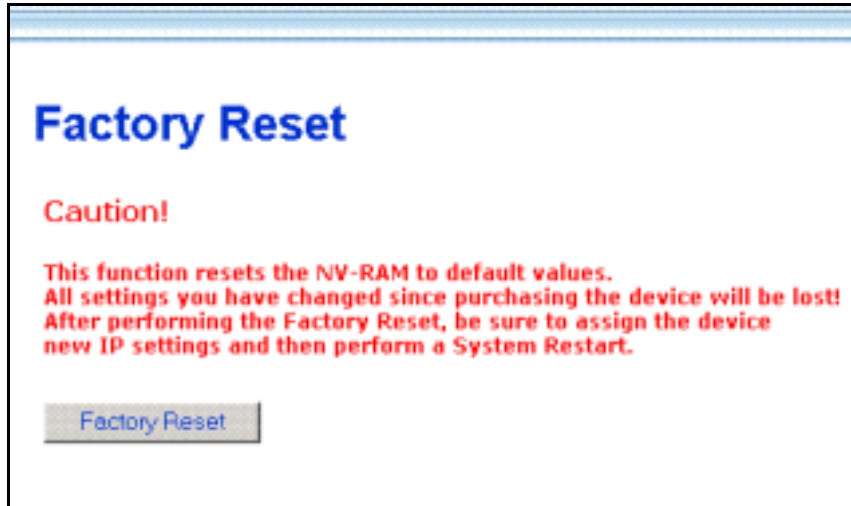 Factory Reset
Caution!
This function resets the NV-RAM to default values.
All settings you have changed since purchasing the device will be lost!
After performing the Factory Reset, be sure to assign the device
new IP settings and then perform a System Restart.
Factory Reset